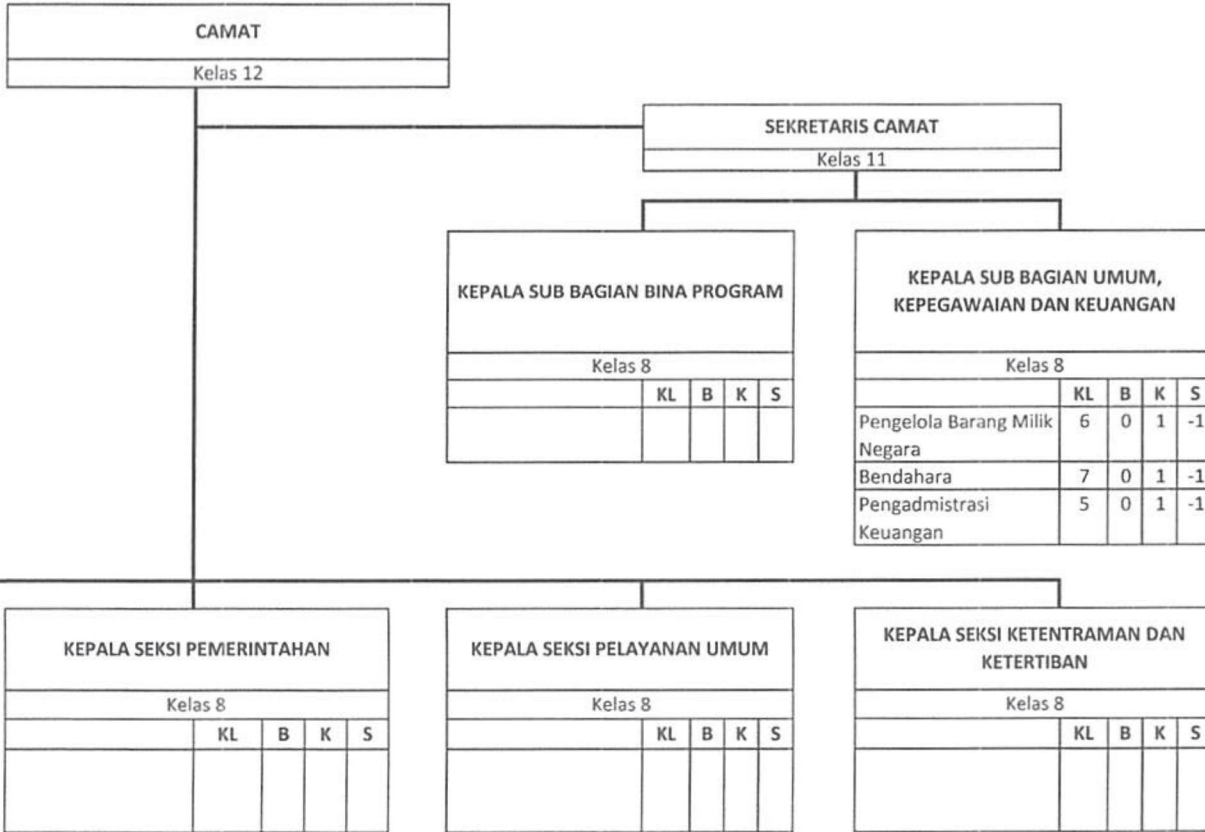 CAMAT
Kelas 12
SEKRETARIS CAMAT
Kelas 11
KEPALA SUB BAGIAN BINA PROGRAM
Kelas 8
KL B K S
KEPALA SUB BAGIAN UMUM,
KEPEGAWAIAN DAN KEUANGAN
Kelas 8
KL B K S
Pengelola Barang Milik 6 0 1 -1
Negara
Bendahara 7 0 1 -1
Pengadmistrasi 5 0 1 -1
Keuangan
KEPALA SEKSI PEMERINTAHAN
Kelas 8
KL B K S
KEPALA SEKSI PELAYANAN UMUM
Kelas 8
KL B K S
KEPALA SEKSI KETENTRAMAN DAN
KETERTIBAN
Kelas 8
KL B K S